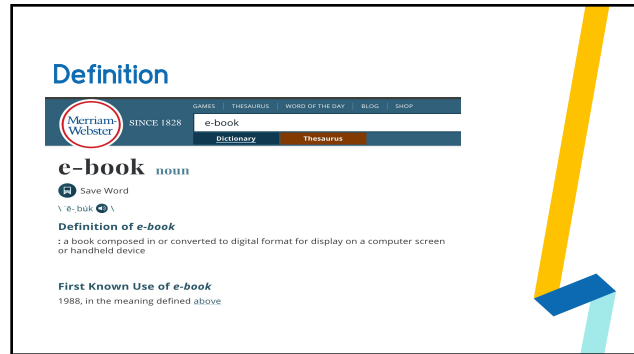 Definition
GAMES | THESAURUS | WORD OF THE DAY | BLOG | SHOP
Merriam-
Webster
SINCE 1828
e-book
Dictionary Thesaurus
e-book noun
Save Word
\ ˈē-ˌbu̇k \
Definition of e-book
: a book composed in or converted to digital format for display on a computer screen
or handheld device
First Known Use of e-book
1988, in the meaning defined above